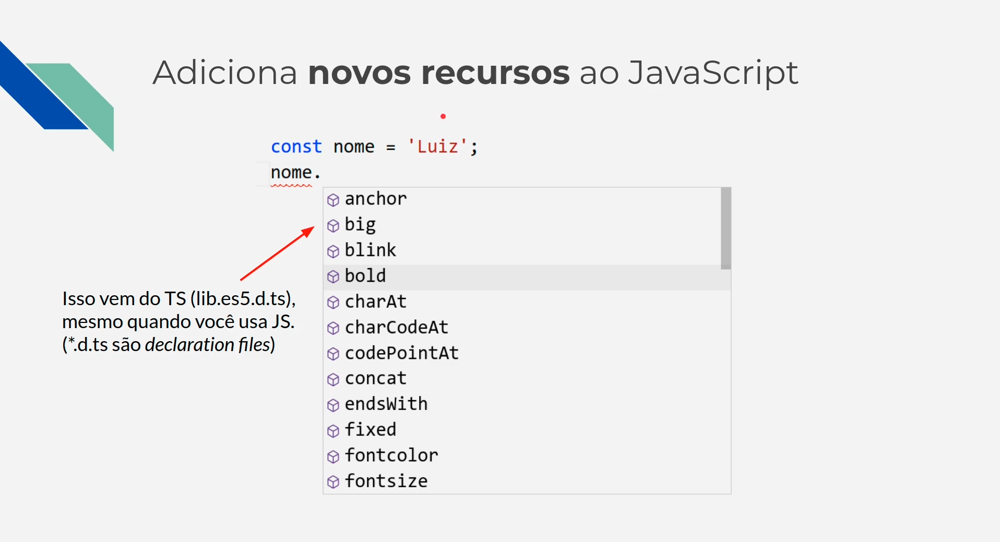 Adiciona novos recursos ao JavaScript
const nome = 'Luiz';
nome.
anchor
big
blink
bold
charAt
charCodeAt
codePointAt
concat
endsWith
fixed
fontcolor
fontsize
Isso vem do TS (lib.es5.d.ts),
mesmo quando você usa JS.
(*.d.ts são declaration files)